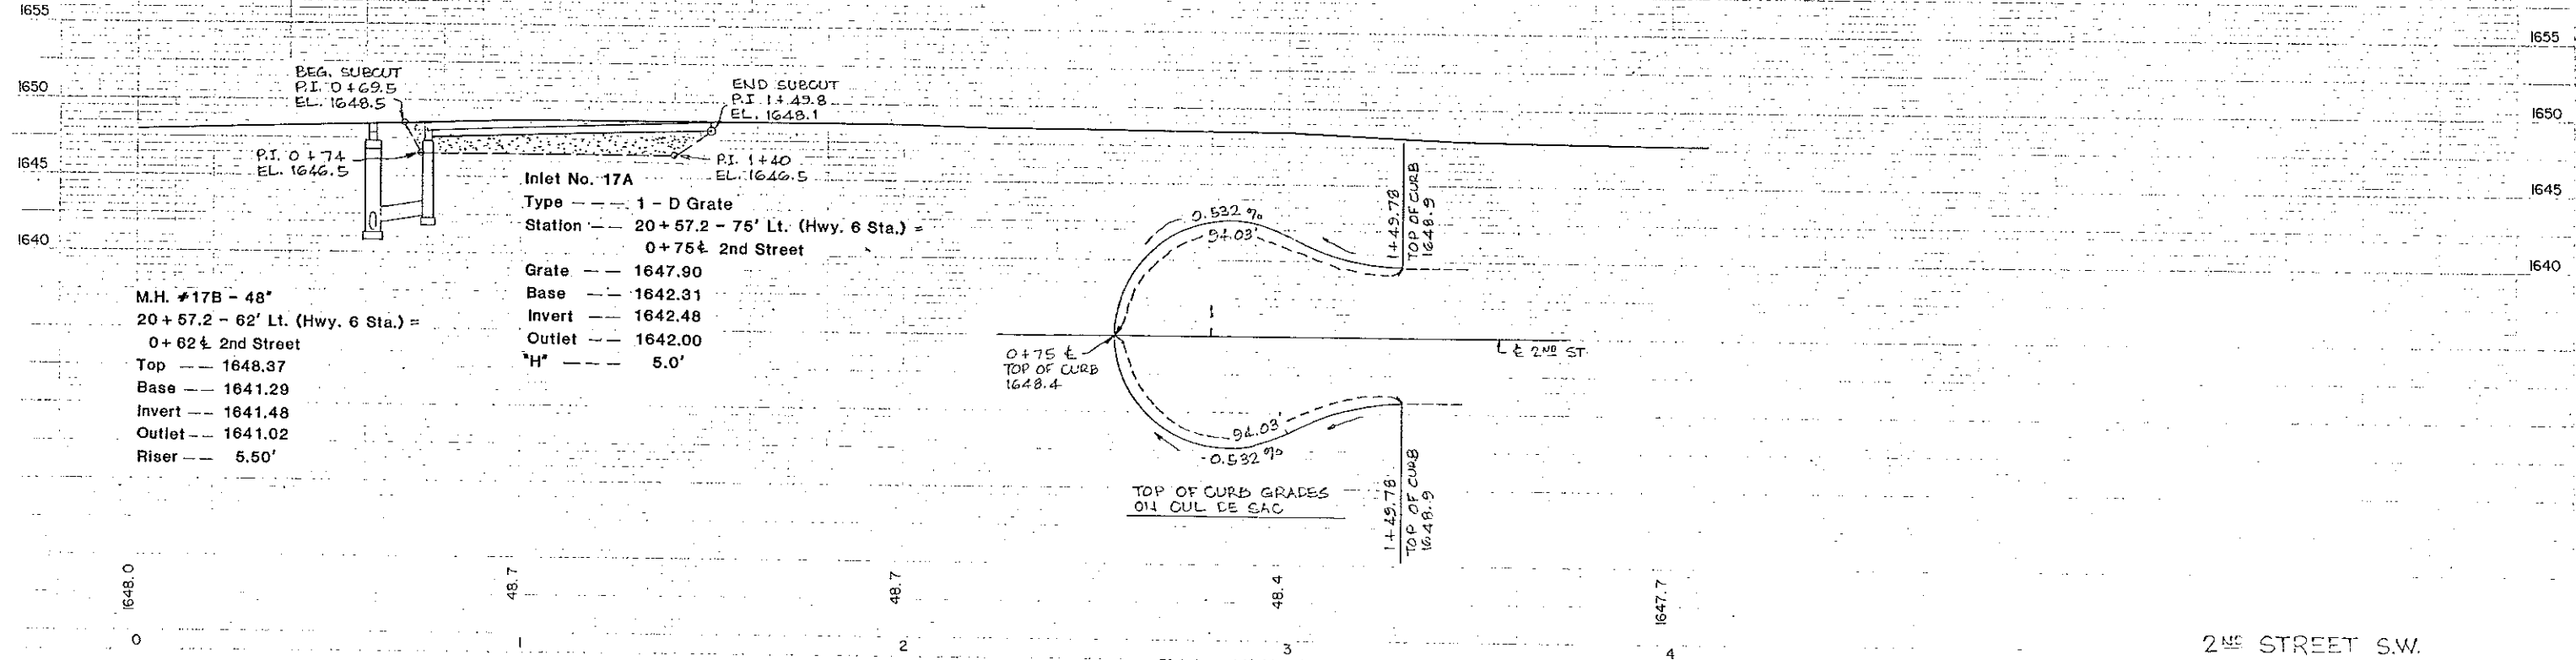 1655
1650
1645
1640
1655
1650
1645
1640
BEG. SUBCUT
P.I. 0+69.5
EL. 1648.5
END SUBCUT
P.I. 1+49.8
EL. 1648.1
P.I. 0+74
EL. 1646.5
P.I. 1+40
EL. 1646.5
Inlet No. 17A
Type — — — 1 - D Grate
Station — — 20+57.2 - 75' Lt. (Hwy. 6 Sta.) =
0+75 ℄ 2nd Street
Grate — — 1647.90
Base — — 1642.31
Invert — — 1642.48
Outlet — — 1642.00
"H" — — — 5.0'
M.H. #17B - 48"
20+57.2 - 62' Lt. (Hwy. 6 Sta.) =
0+62 ℄ 2nd Street
Top — — 1648.37
Base — — 1641.29
Invert — — 1641.48
Outlet — — 1641.02
Riser — — 5.50'
0.532 %
94.03'
1+49.78
TOP OF CURB
1648.9
0+75 ℄
TOP OF CURB
1648.4
℄ 2ND ST.
94.03'
0.532 %
1+49.78
TOP OF CURB
1648.9
TOP OF CURB GRADES
ON CUL DE SAC
1648.0
48.7
48.7
48.4
1647.7
0
1
2
3
4
2ND STREET S.W.